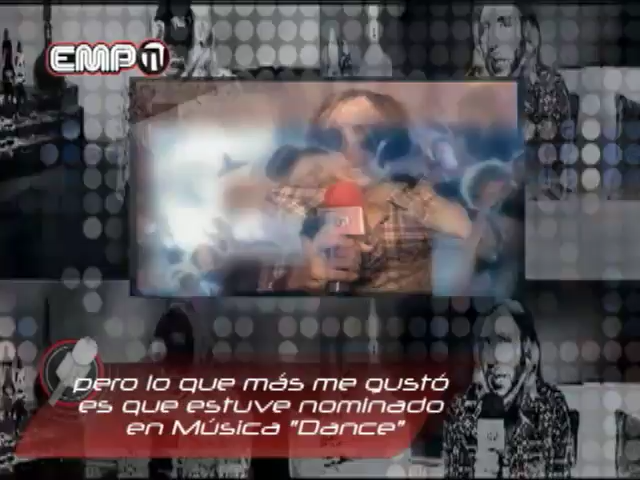 EMP
pero lo que más me gustó
es que estuve nominado
en Música "Dance"